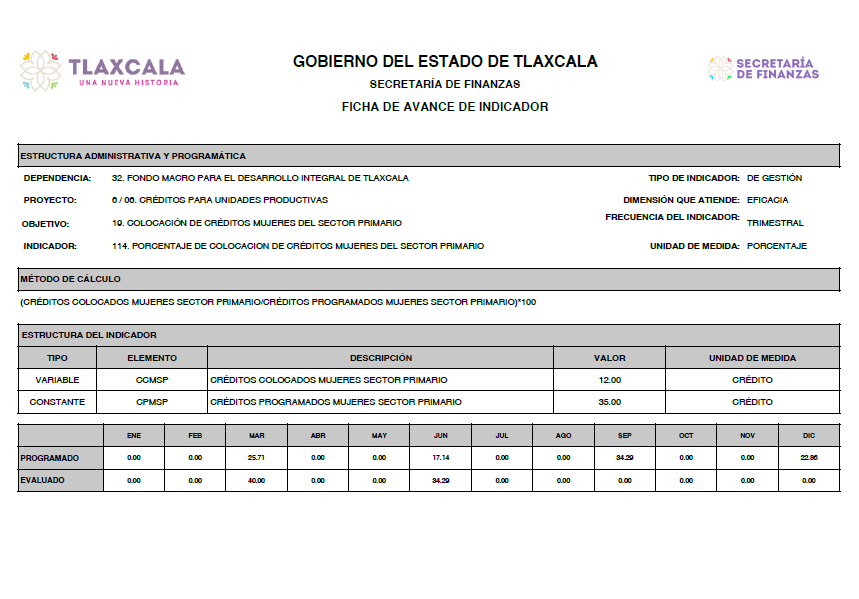 TLAXCALA
UNA NUEVA HISTORIA
GOBIERNO DEL ESTADO DE TLAXCALA
SECRETARÍA DE FINANZAS
FICHA DE AVANCE DE INDICADOR
SECRETARÍA
DE FINANZAS
ESTRUCTURA ADMINISTRATIVA Y PROGRAMÁTICA
DEPENDENCIA: 32. FONDO MACRO PARA EL DESARROLLO INTEGRAL DE TLAXCALA TIPO DE INDICADOR: DE GESTIÓN
PROYECTO: 6 / 06. CRÉDITOS PARA UNIDADES PRODUCTIVAS DIMENSIÓN QUE ATIENDE: EFICACIA
OBJETIVO: 19. COLOCACIÓN DE CRÉDITOS MUJERES DEL SECTOR PRIMARIO FRECUENCIA DEL INDICADOR: TRIMESTRAL
INDICADOR: 114. PORCENTAJE DE COLOCACION DE CRÉDITOS MUJERES DEL SECTOR PRIMARIO UNIDAD DE MEDIDA: PORCENTAJE
MÉTODO DE CÁLCULO
(CRÉDITOS COLOCADOS MUJERES SECTOR PRIMARIO/CRÉDITOS PROGRAMADOS MUJERES SECTOR PRIMARIO)*100
ESTRUCTURA DEL INDICADOR
TIPO ELEMENTO DESCRIPCIÓN VALOR UNIDAD DE MEDIDA
VARIABLE CCMSP CRÉDITOS COLOCADOS MUJERES SECTOR PRIMARIO 12.00 CRÉDITO
CONSTANTE CPMSP CRÉDITOS PROGRAMADOS MUJERES SECTOR PRIMARIO 35.00 CRÉDITO
ENE FEB MAR ABR MAY JUN JUL AGO SEP OCT NOV DIC
PROGRAMADO 0.00 0.00 25.71 0.00 0.00 17.14 0.00 0.00 34.29 0.00 0.00 22.86
EVALUADO 0.00 0.00 40.00 0.00 0.00 34.29 0.00 0.00 0.00 0.00 0.00 0.00